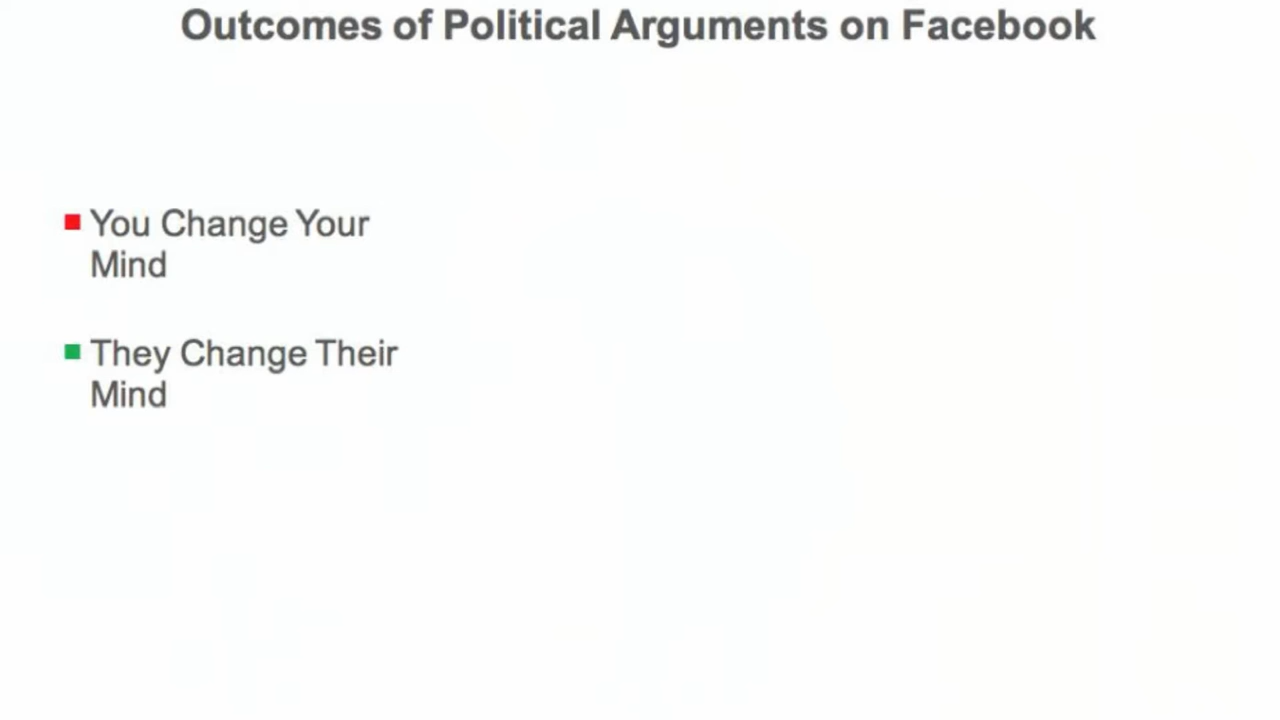 Outcomes of Political Arguments on Facebook
You Change Your
Mind
They Change Their
Mind